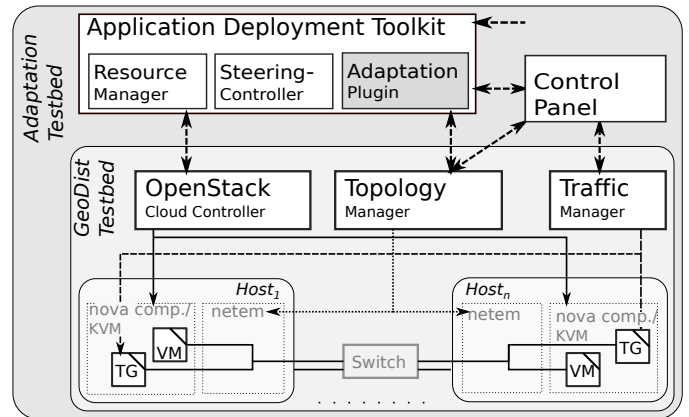 Adaptation
Testbed
Application Deployment Toolkit
Resource
Manager
Steering-
Controller
Adaptation
Plugin
Control
Panel
GeoDist
Testbed
OpenStack
Cloud Controller
Topology
Manager
Traffic
Manager
Host1
nova comp./
KVM
netem
VM
TG
Switch
Hostn
netem
nova comp./
KVM
TG
VM
. . . . . . . .